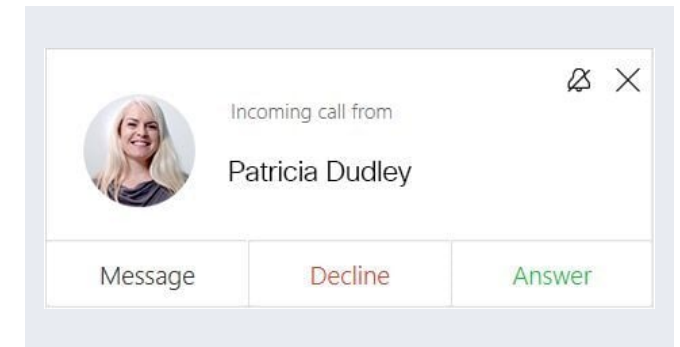 Incoming call from
Patricia Dudley
Message Decline Answer